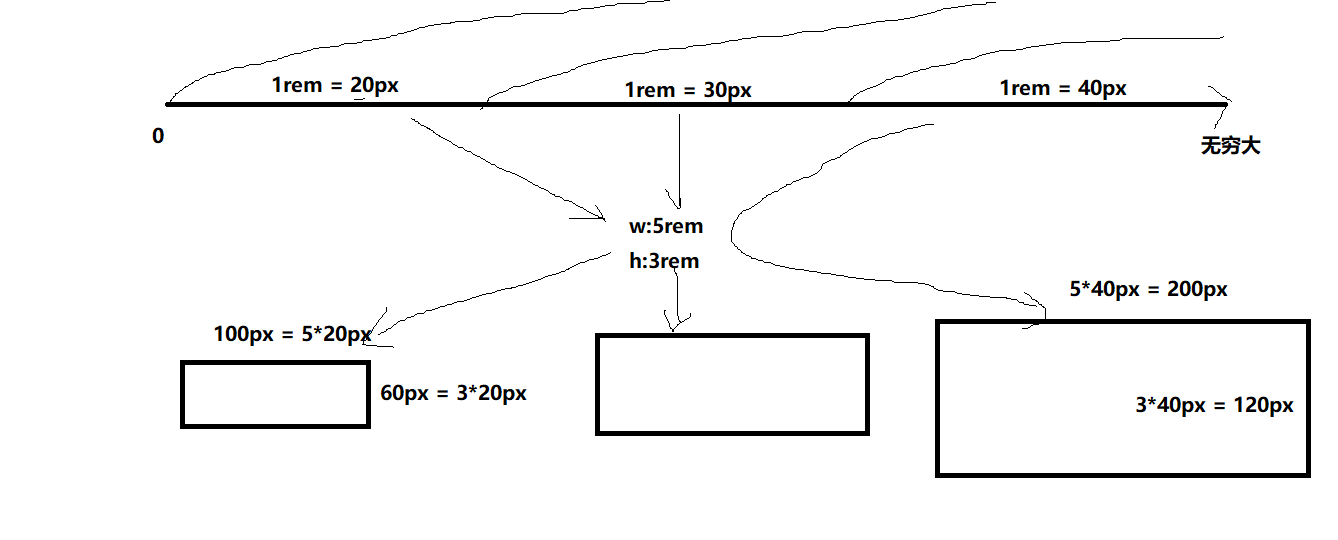 1rem = 20px
1rem = 30px
1rem = 40px
0
无穷大
w:5rem
h:3rem
5*40px = 200px
100px = 5*20px
60px = 3*20px
3*40px = 120px